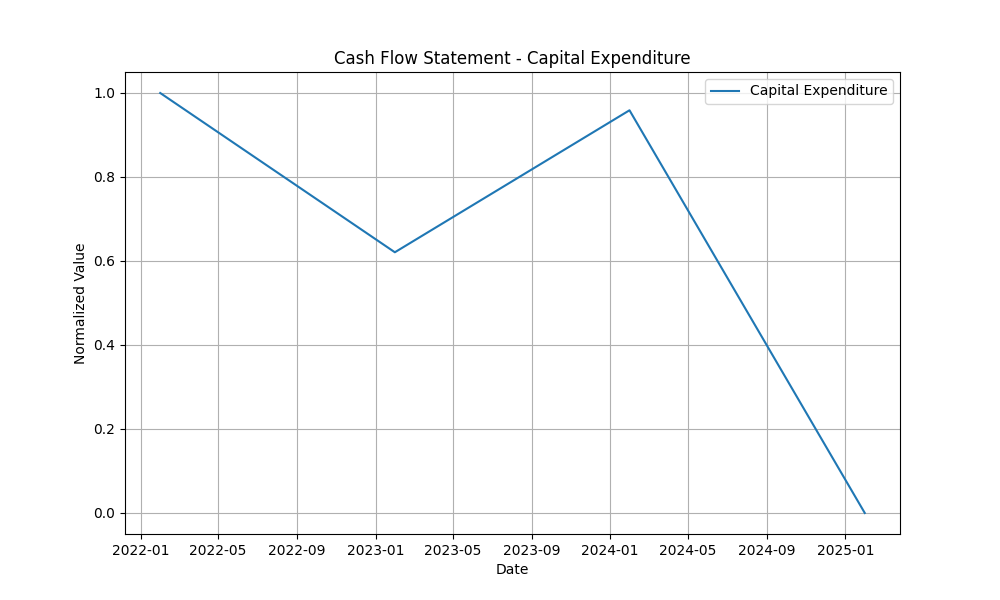 Cash Flow Statement - Capital Expenditure
Capital Expenditure
1.0
0.8
0.6
0.4
0.2
0.0
Normalized Value
2022-01 2022-05 2022-09 2023-01 2023-05 2023-09 2024-01 2024-05 2024-09 2025-01
Date